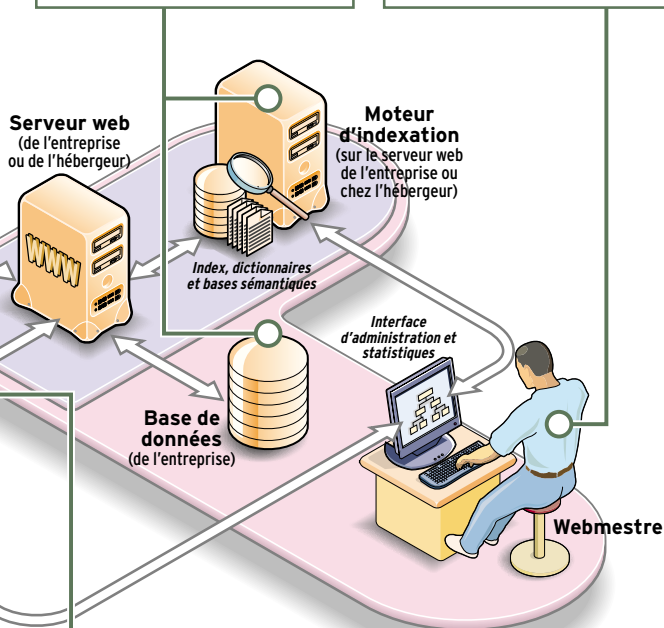 Serveur web
(de l'entreprise
ou de l'hébergeur)
Moteur
d'indexation
(sur le serveur web
de l'entreprise ou
chez l'hébergeur)
WWW
Index, dictionnaires
et bases sémantiques
Interface
d'administration et
statistiques
Base de
données
(de l'entreprise)
Webmestre